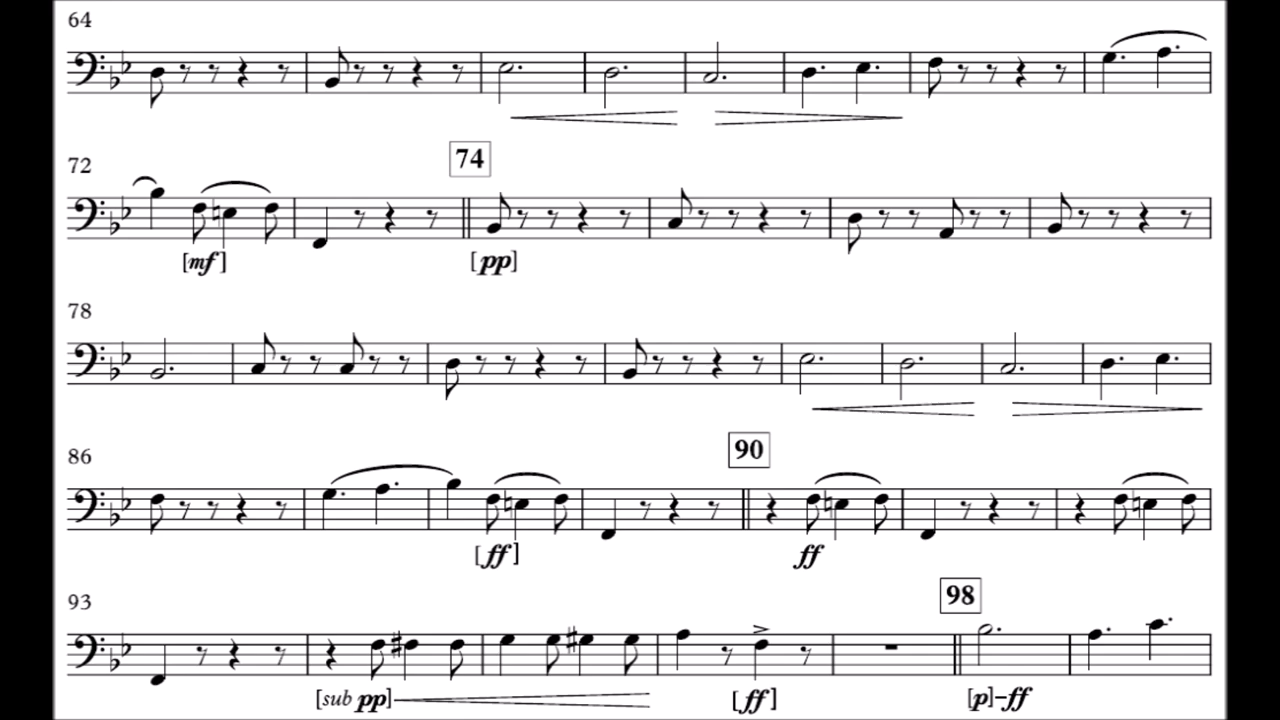 64
74
72
[mf]
[pp]
78
90
86
[ff]
ff
98
93
[sub pp]
[ff]
[p]–ff